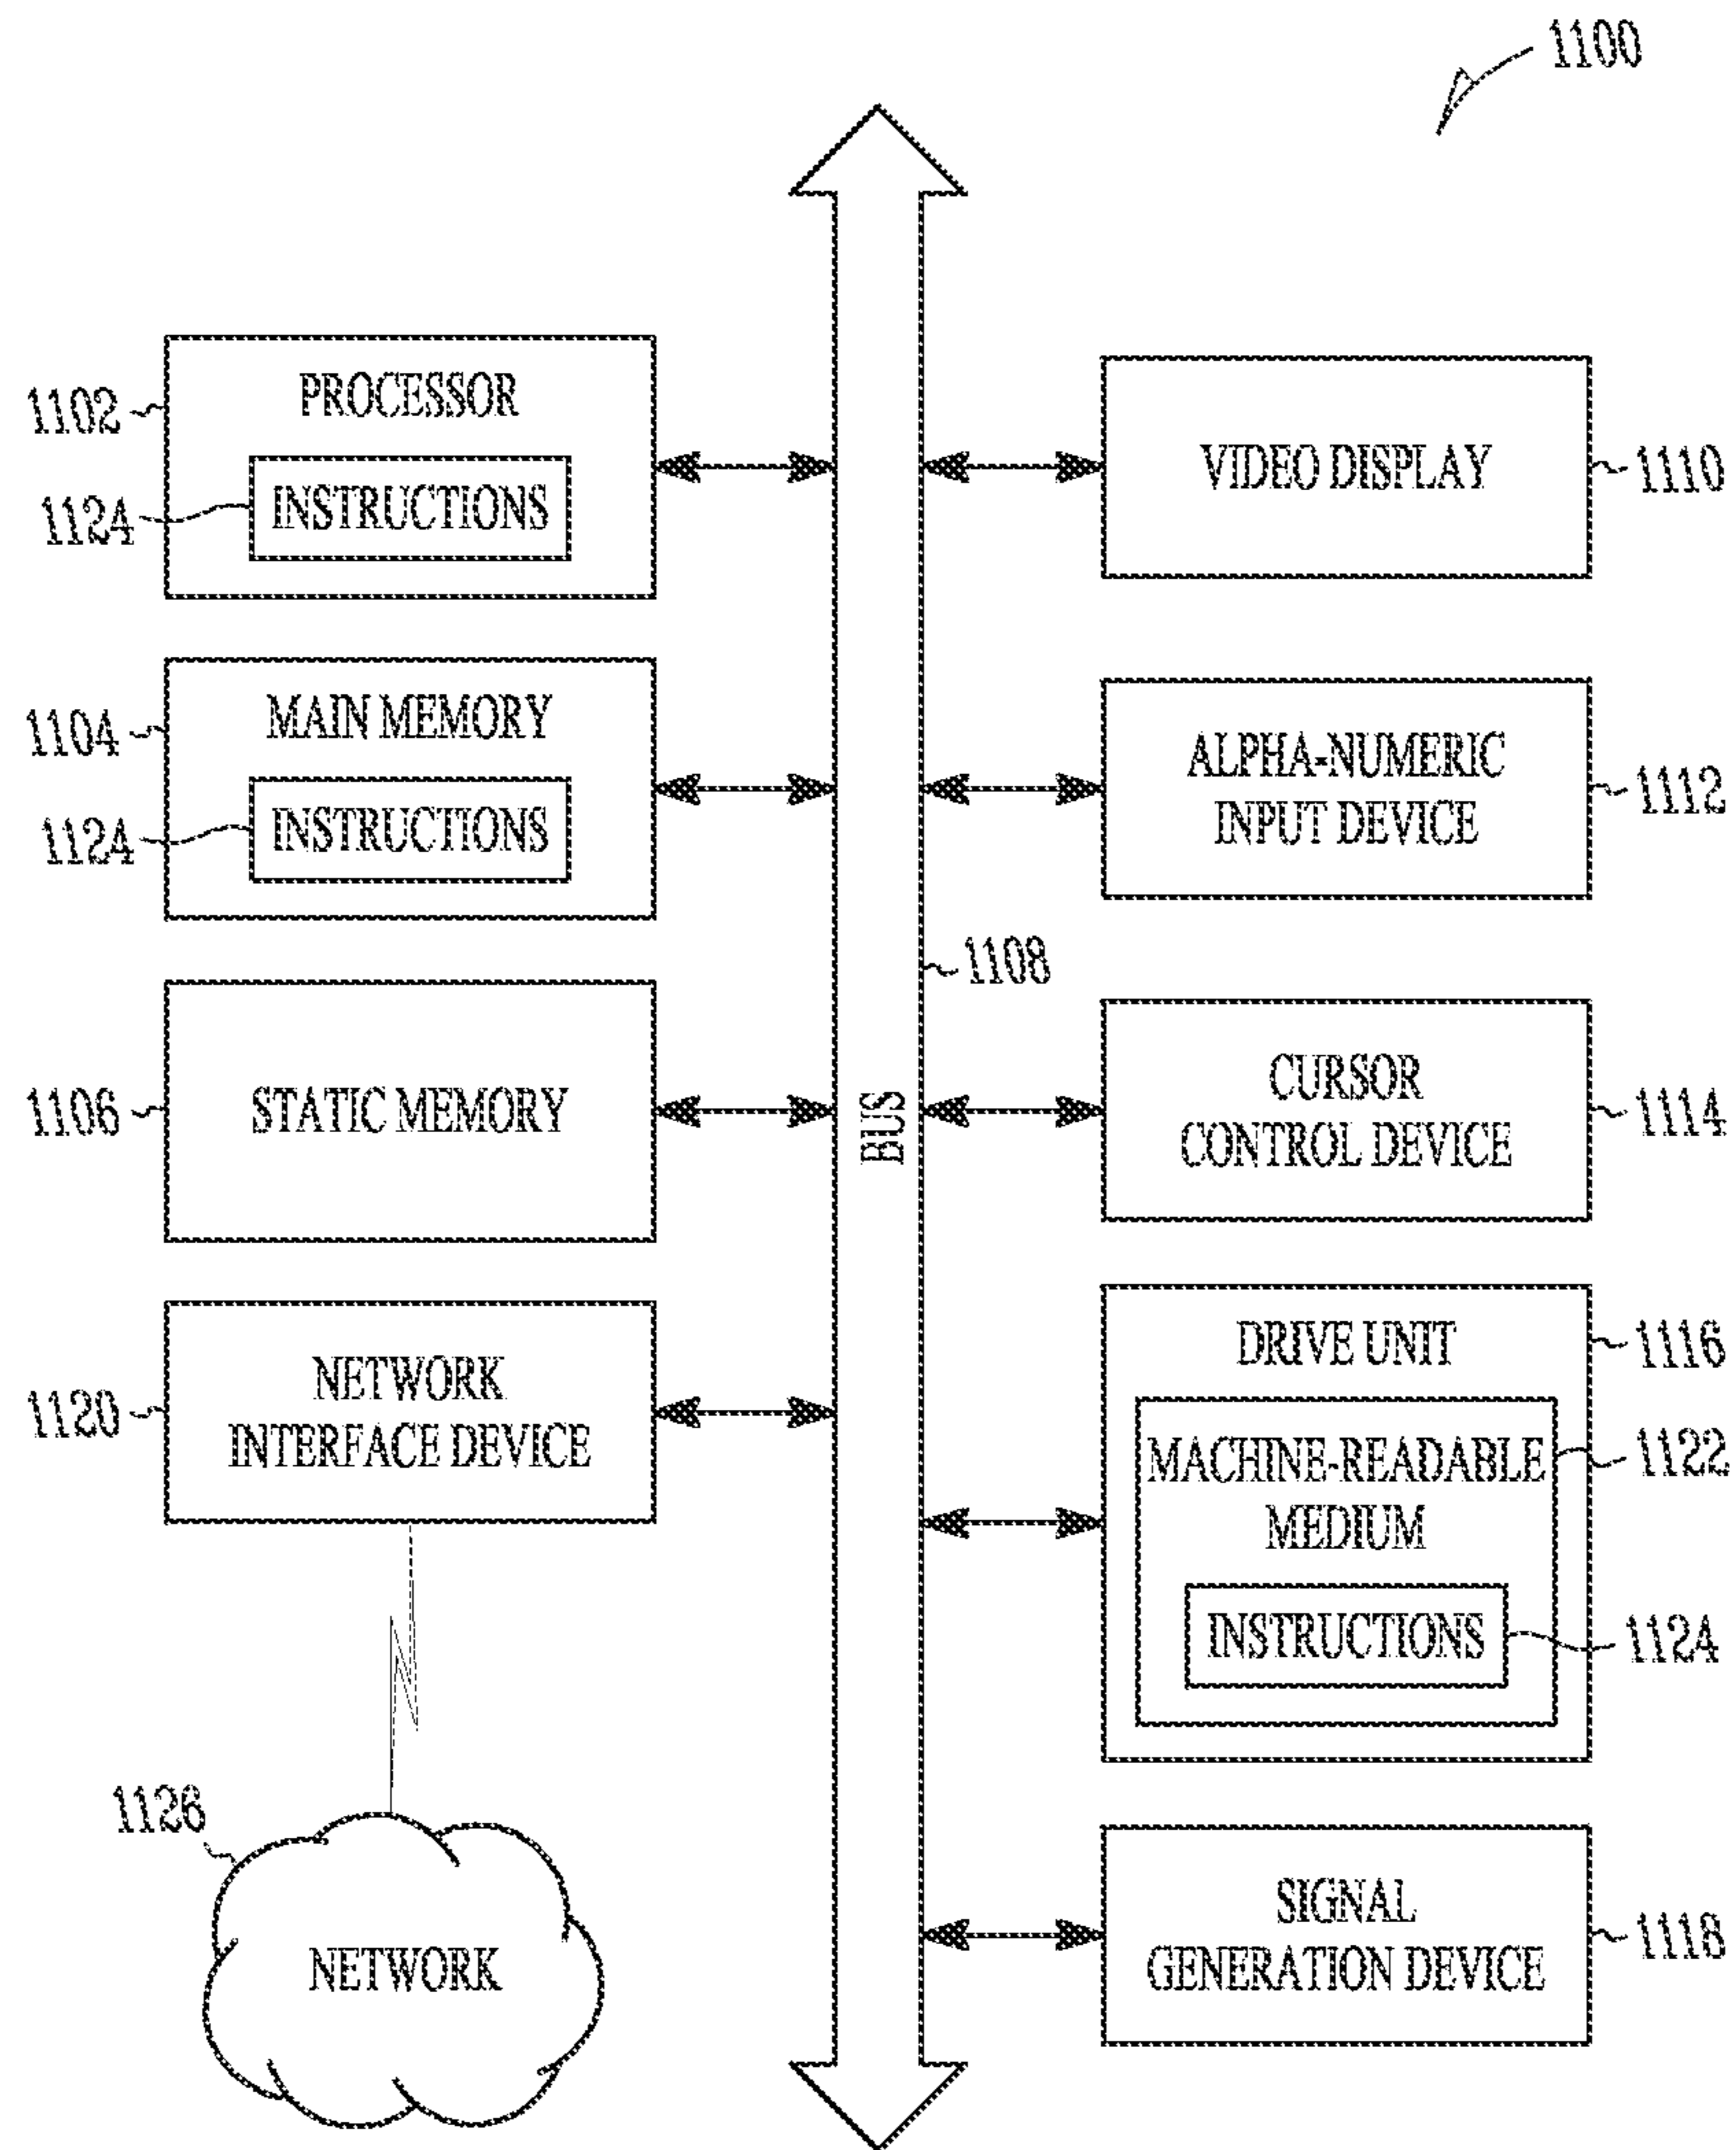 1100
1102
PROCESSOR
1124
INSTRUCTIONS
1104
MAIN MEMORY
1124
INSTRUCTIONS
1106
STATIC MEMORY
1120
NETWORK
INTERFACE DEVICE
1126
NETWORK
BUS
1108
VIDEO DISPLAY
1110
ALPHA-NUMERIC
INPUT DEVICE
1112
CURSOR
CONTROL DEVICE
1114
DRIVE UNIT
1116
MACHINE-READABLE
MEDIUM
1122
INSTRUCTIONS
1124
SIGNAL
GENERATION DEVICE
1118